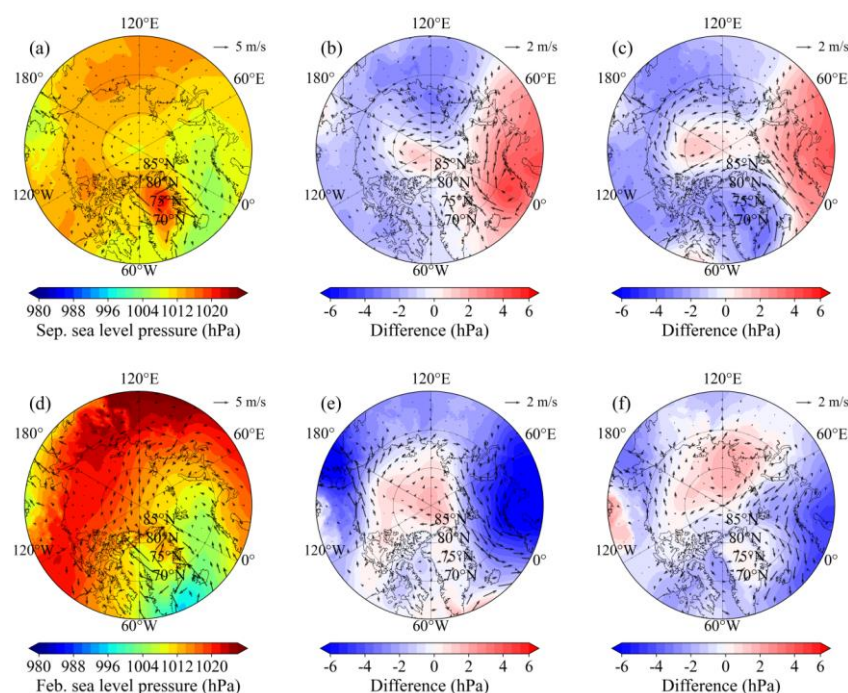 120°E 120°E 120°E
(a) 5 m/s (b) 2 m/s (c) 2 m/s
180° 60°E 180° 60°E 180° 60°E
85°N 85°N 85°N
80°N 80°N 80°N
120°W 75°N 0° 120°W 75°N 0° 120°W 75°N 0°
70°N 70°N 70°N
60°W 60°W 60°W
980 988 996 1004 1012 1020 -6 -4 -2 0 2 4 6 -6 -4 -2 0 2 4 6
Sep. sea level pressure (hPa) Difference (hPa) Difference (hPa)
120°E 120°E 120°E
(d) 5 m/s (e) 2 m/s (f) 2 m/s
180° 60°E 180° 60°E 180° 60°E
85°N 85°N 85°N
80°N 80°N 80°N
120°W 75°N 0° 120°W 75°N 0° 120°W 75°N 0°
70°N 70°N 70°N
60°W 60°W 60°W
980 988 996 1004 1012 1020 -6 -4 -2 0 2 4 6 -6 -4 -2 0 2 4 6
Feb. sea level pressure (hPa) Difference (hPa) Difference (hPa)